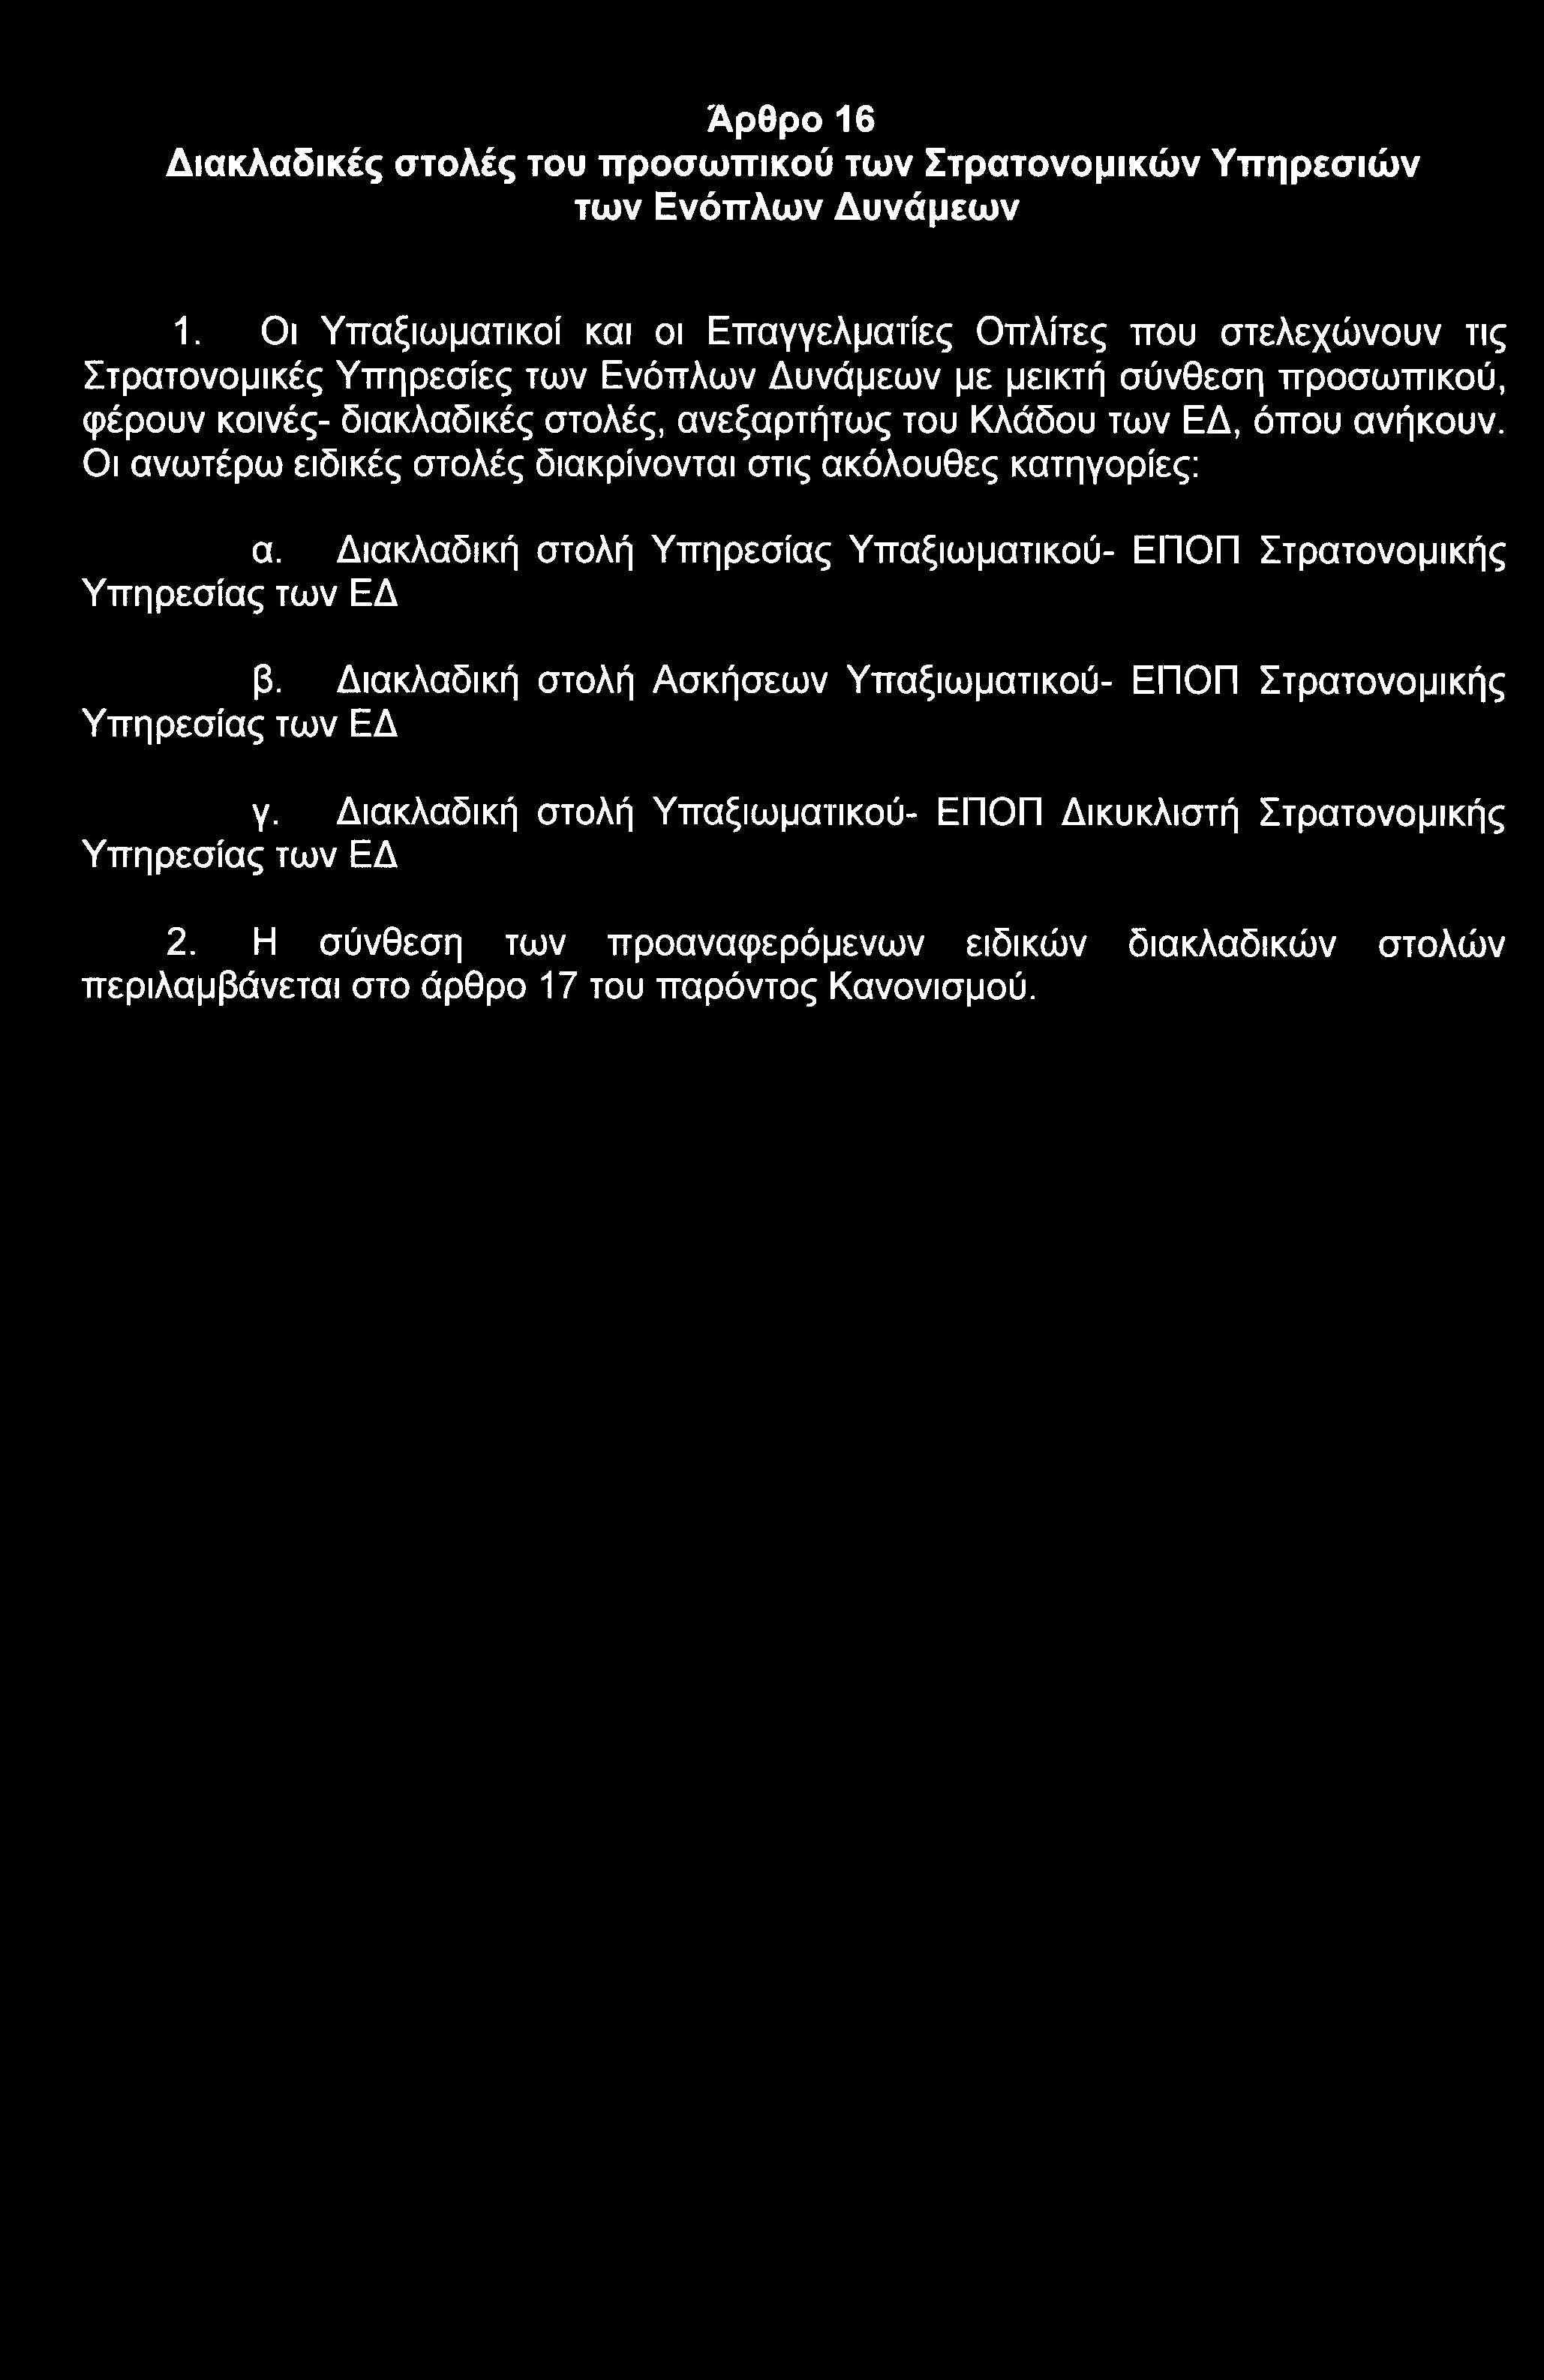 Άρθρο 16
Διακλαδικές στολές του προσωπικού των Στρατονομικών Υπηρεσιών
των Ενόπλων Δυνάμεων
1. Οι Υπαξιωματικοί και οι Επαγγελματίες Οπλίτες που στελεχώνουν τις
Στρατονομικές Υπηρεσίες των Ενόπλων Δυνάμεων με μεικτή σύνθεση προσωπικού,
φέρουν κοινές- διακλαδικές στολές, ανεξαρτήτως του Κλάδου των ΕΔ, όπου ανήκουν.
Οι ανωτέρω ειδικές στολές διακρίνονται στις ακόλουθες κατηγορίες:
α. Διακλαδική στολή Υπηρεσίας Υπαξιωματικού- ΕΠΟΠ Στρατονομικής
Υπηρεσίας των ΕΔ
β. Διακλαδική στολή Ασκήσεων Υπαξιωματικού- ΕΠΟΠ Στρατονομικής
Υπηρεσίας των ΕΔ
γ. Διακλαδική στολή Υπαξιωματικού- ΕΠΟΠ Δικυκλιστή Στρατονομικής
Υπηρεσίας των ΕΔ
2. Η σύνθεση των προαναφερόμενων ειδικών διακλαδικών στολών
περιλαμβάνεται στο άρθρο 17 του παρόντος Κανονισμού.